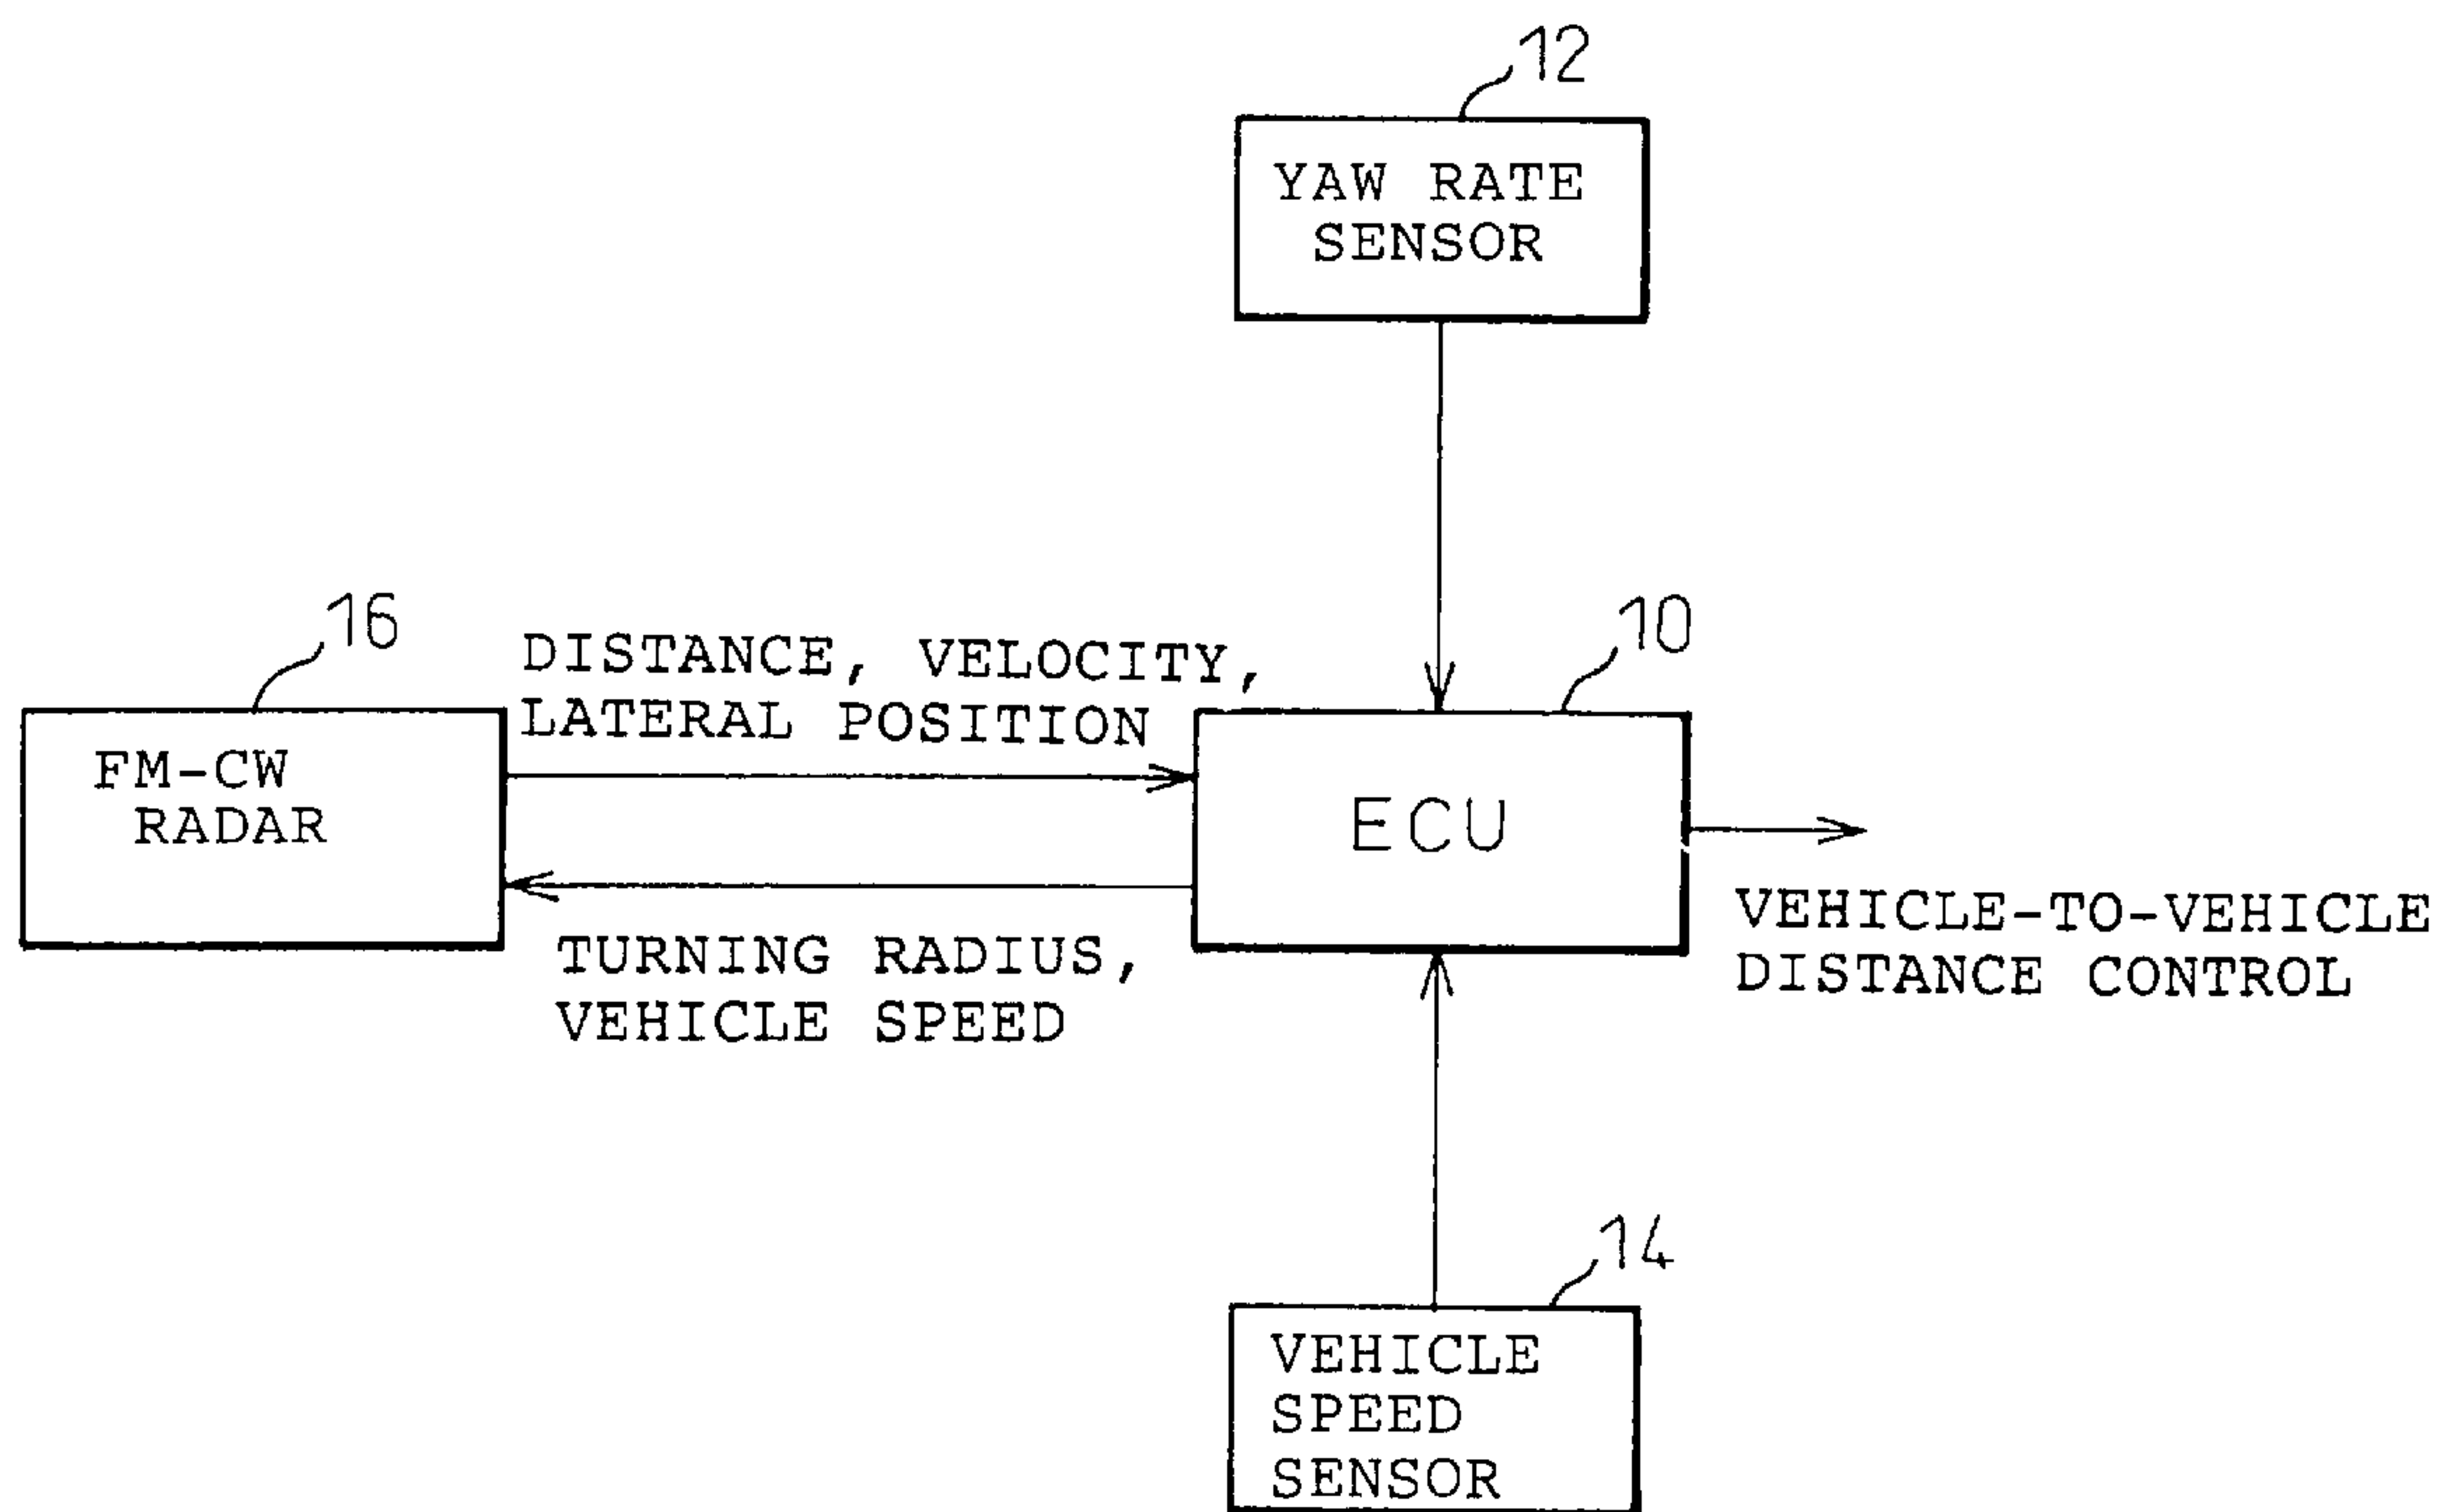 12
YAW RATE
SENSOR
16
DISTANCE, VELOCITY,
LATERAL POSITION
10
FM-CW
RADAR
ECU
TURNING RADIUS,
VEHICLE SPEED
VEHICLE-TO-VEHICLE
DISTANCE CONTROL
14
VEHICLE
SPEED
SENSOR